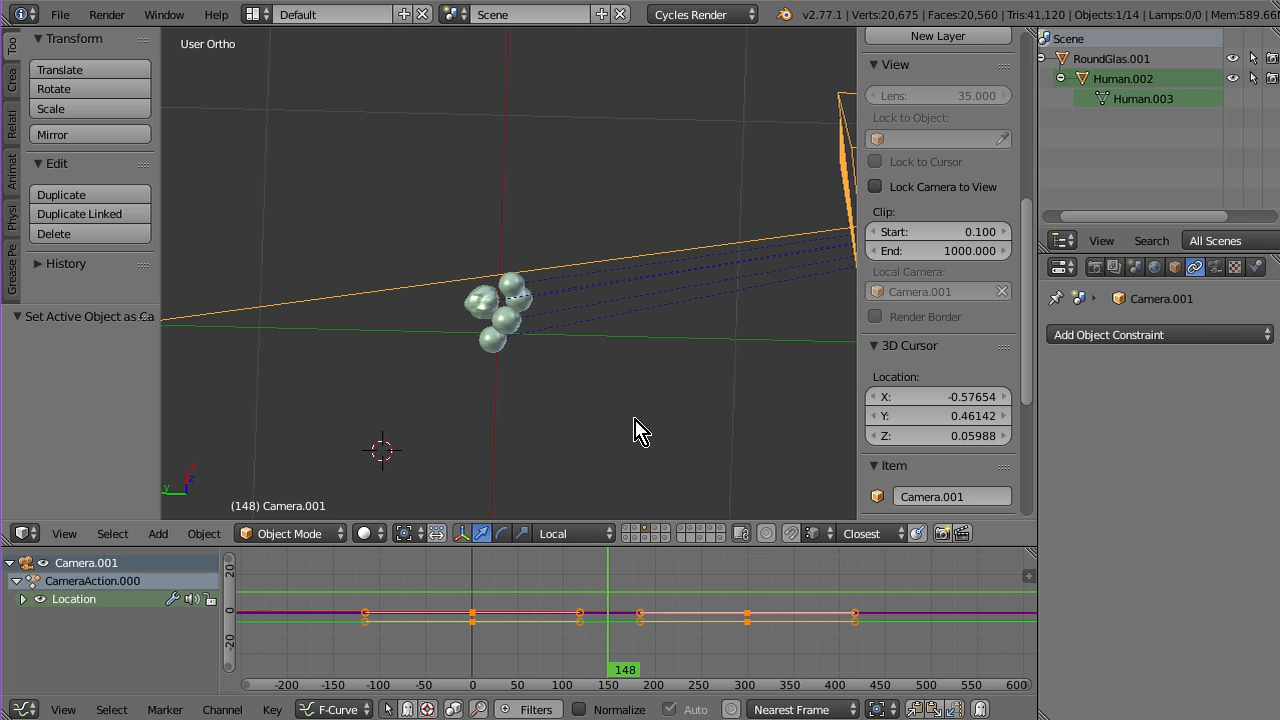 File Render Window Help Default Scene Cycles Render v2.77.1 | Verts:20,675 | Faces:20,560 | Tris:41,120 | Objects:1/14 | Lamps:0/0 | Mem:589.66
Too
Crea
Relati
Animat
Physi
Grease Pe
Transform
Translate
Rotate
Scale
Mirror
Edit
Duplicate
Duplicate Linked
Delete
History
Set Active Object as Ca
User Ortho
y
z
(148) Camera.001
New Layer
View
Lens: 35.000
Lock to Object:
Lock to Cursor
Lock Camera to View
Clip:
Start: 0.100
End: 1000.000
Local Camera:
Camera.001
Render Border
3D Cursor
Location:
X: -0.57654
Y: 0.46142
Z: 0.05988
Item
Camera.001
Scene
RoundGlas.001
Human.002
Human.003
View Search All Scenes
Camera.001
Add Object Constraint
View Select Add Object Object Mode Local Closest
Camera.001
CameraAction.000
Location
20
0
-20
148
-200 -150 -100 -50 0 50 100 150 200 250 300 350 400 450 500 550 600
View Select Marker Channel Key F-Curve Filters Normalize Auto Nearest Frame